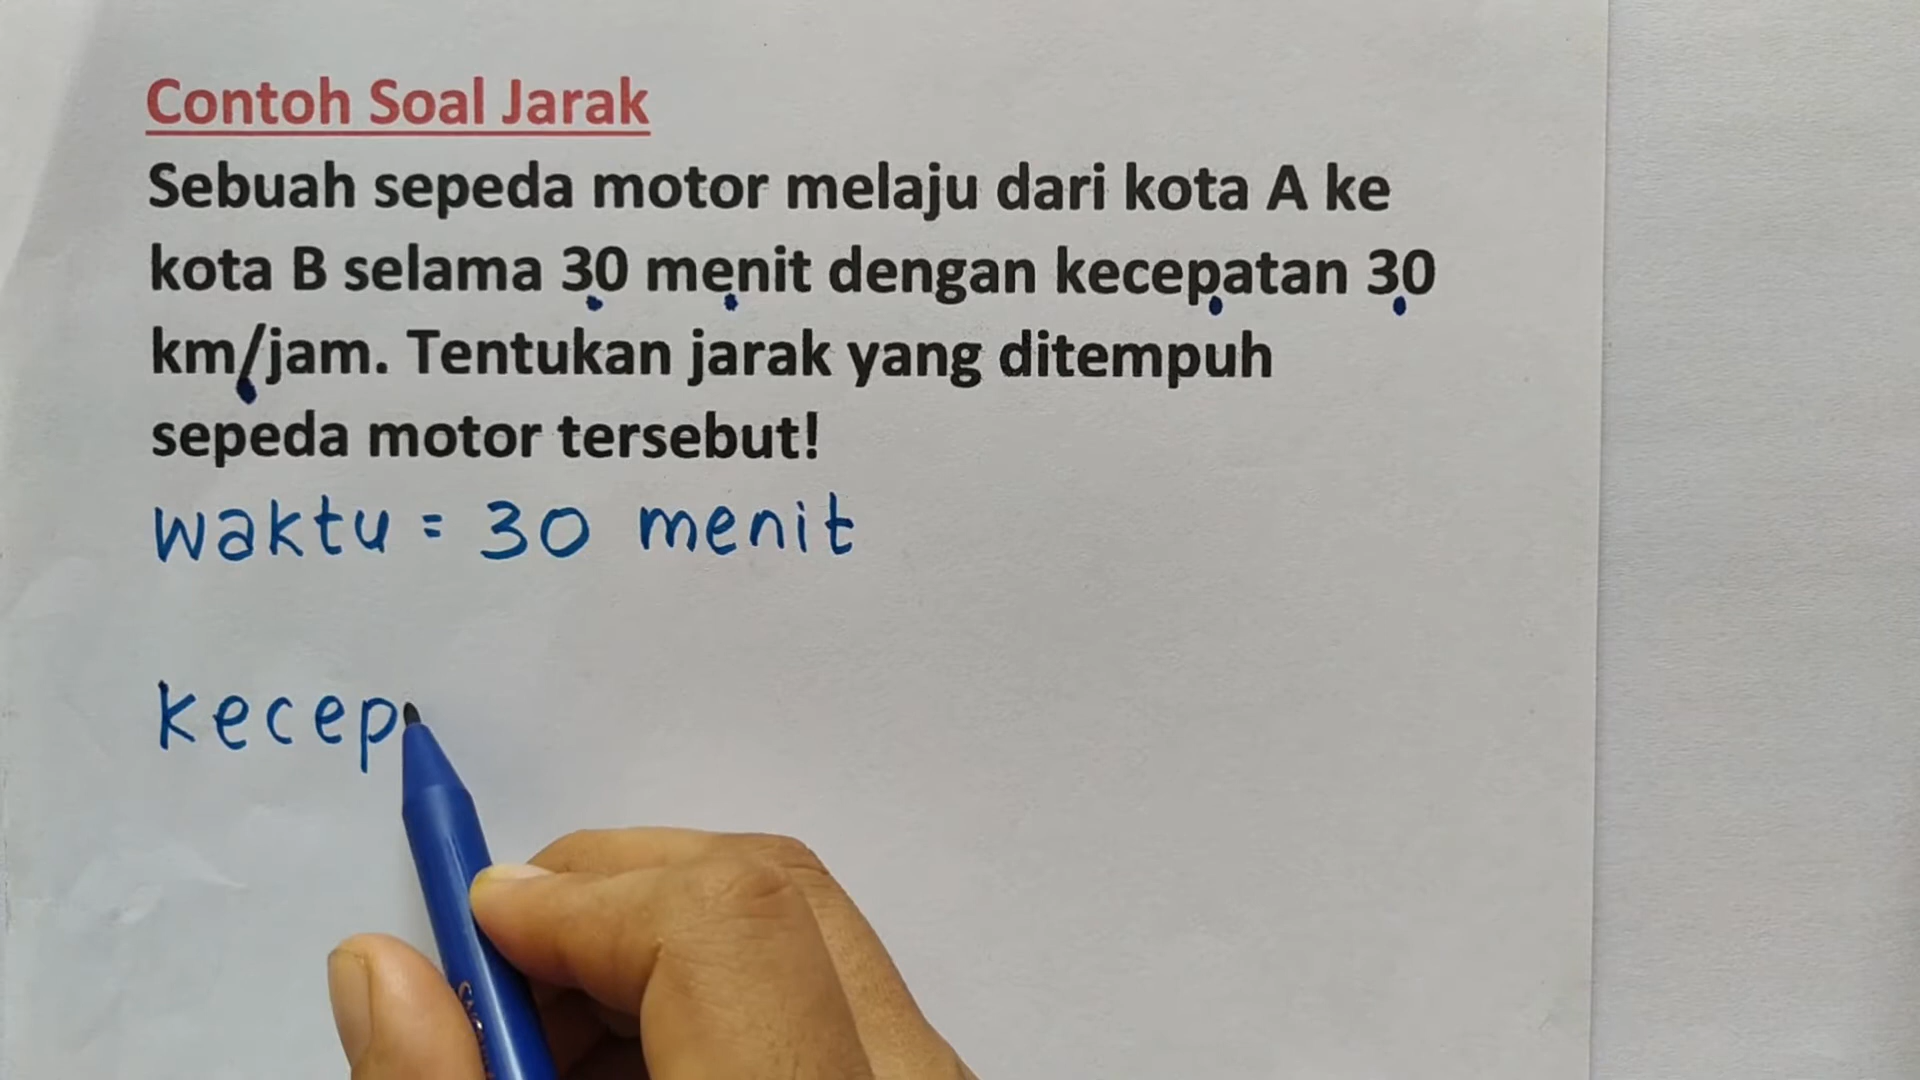 Contoh Soal Jarak
Sebuah sepeda motor melaju dari kota A ke
kota B selama 30 menit dengan kecepatan 30
km/jam. Tentukan jarak yang ditempuh
sepeda motor tersebut!
waktu = 30 menit
kecep